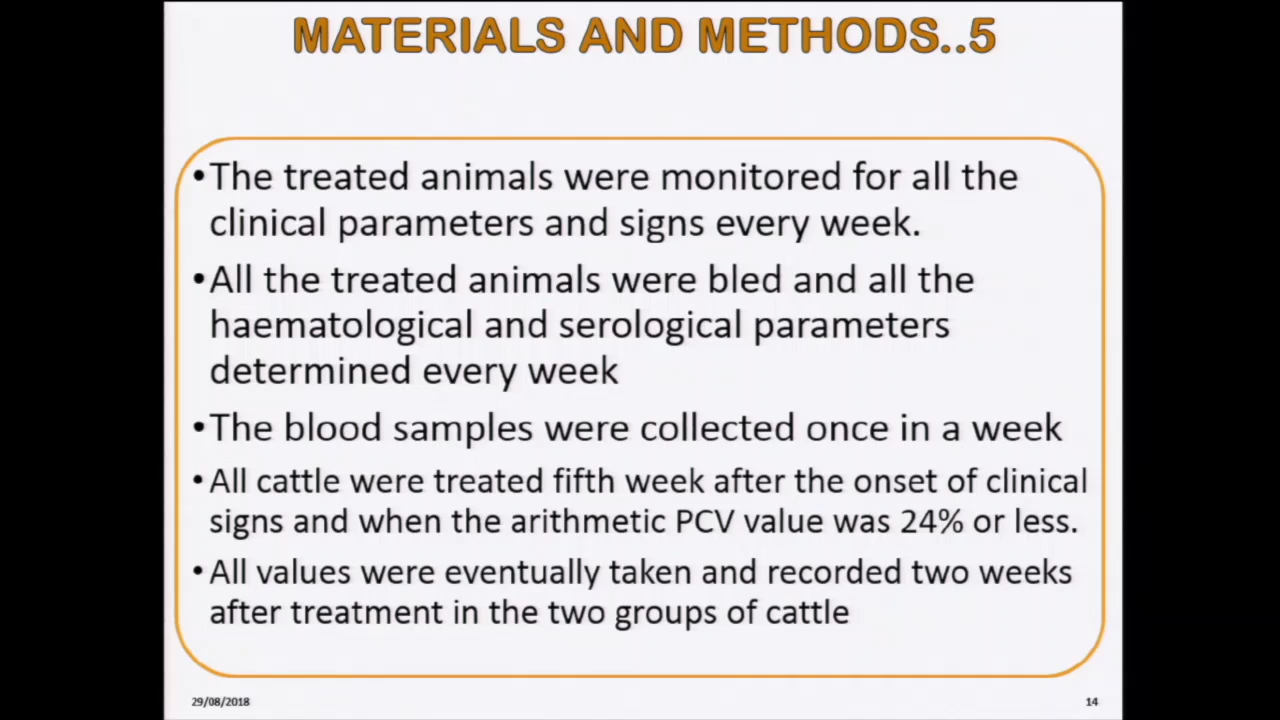 MATERIALS AND METHODS..5
•The treated animals were monitored for all the
clinical parameters and signs every week.
•All the treated animals were bled and all the
haematological and serological parameters
determined every week
•The blood samples were collected once in a week
•All cattle were treated fifth week after the onset of clinical
signs and when the arithmetic PCV value was 24% or less.
•All values were eventually taken and recorded two weeks
after treatment in the two groups of cattle
29/08/2018
14